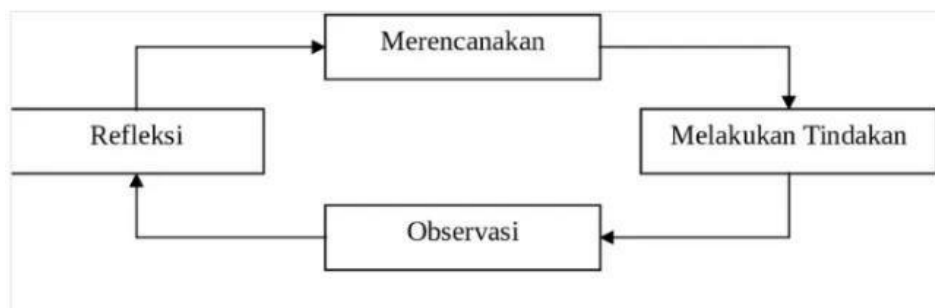 Merencanakan
Refleksi
Melakukan Tindakan
Observasi